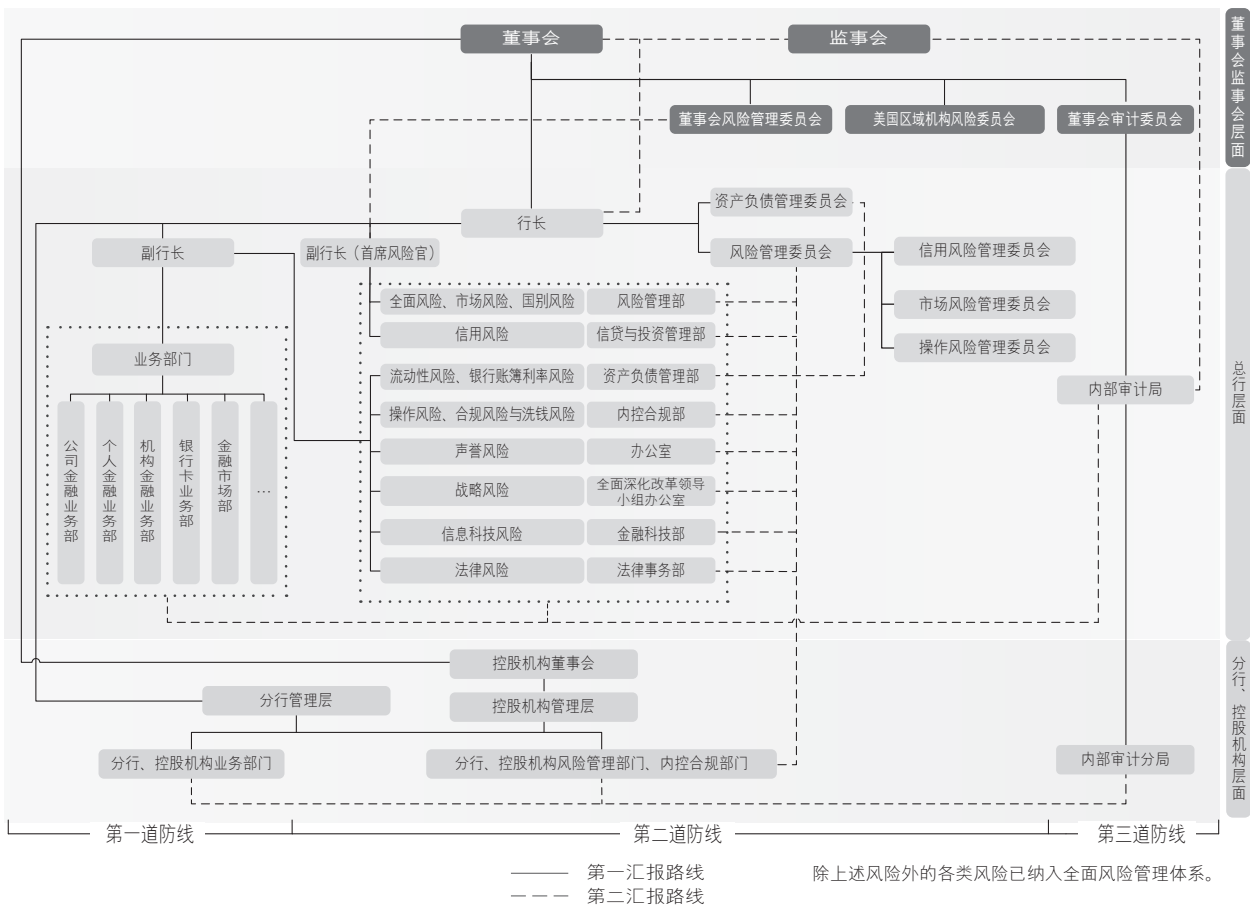 董事会
监事会
董事会监事会层面
董事会风险管理委员会
美国区域机构风险委员会
董事会审计委员会
行长
资产负债管理委员会
副行长
副行长（首席风险官）
风险管理委员会
信用风险管理委员会
市场风险管理委员会
操作风险管理委员会
全面风险、市场风险、国别风险
风险管理部
信用风险
信贷与投资管理部
流动性风险、银行账簿利率风险
资产负债管理部
操作风险、合规风险与洗钱风险
内控合规部
声誉风险
办公室
战略风险
全面深化改革领导
小组办公室
信息科技风险
金融科技部
法律风险
法律事务部
业务部门
公司金融业务部
个人金融业务部
机构金融业务部
银行卡业务部
金融市场部
…
内部审计局
总行层面
控股机构董事会
分行管理层
控股机构管理层
分行、控股机构业务部门
分行、控股机构风险管理部门、内控合规部门
内部审计分局
分行、控股机构层面
第一道防线
第二道防线
第三道防线
第一汇报路线
第二汇报路线
除上述风险外的各类风险已纳入全面风险管理体系。